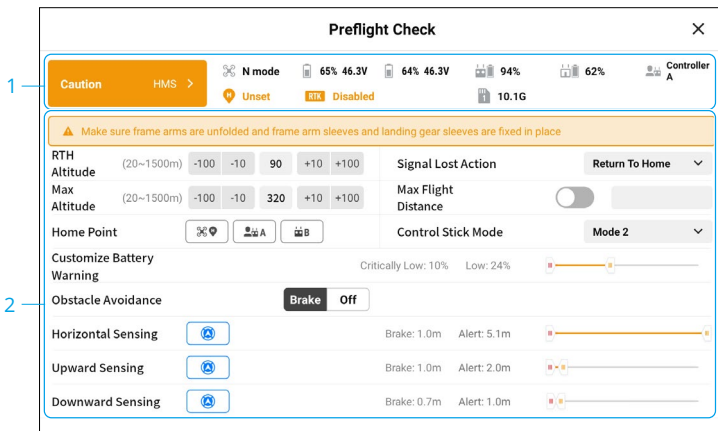 Preflight Check
1
Caution HMS
N mode 65% 46.3V 64% 46.3V 94% 62% Controller A
Unset RTK Disabled 1 10.1G
2
Make sure frame arms are unfolded and frame arm sleeves and landing gear sleeves are fixed in place
RTH Altitude (20~1500m) -100 -10 90 +10 +100 Signal Lost Action Return To Home
Max Altitude (20~1500m) -100 -10 320 +10 +100 Max Flight Distance
Home Point A B Control Stick Mode Mode 2
Customize Battery Warning Critically Low: 10% Low: 24%
Obstacle Avoidance Brake Off
Horizontal Sensing Brake: 1.0m Alert: 5.1m
Upward Sensing Brake: 1.0m Alert: 2.0m
Downward Sensing Brake: 0.7m Alert: 1.0m